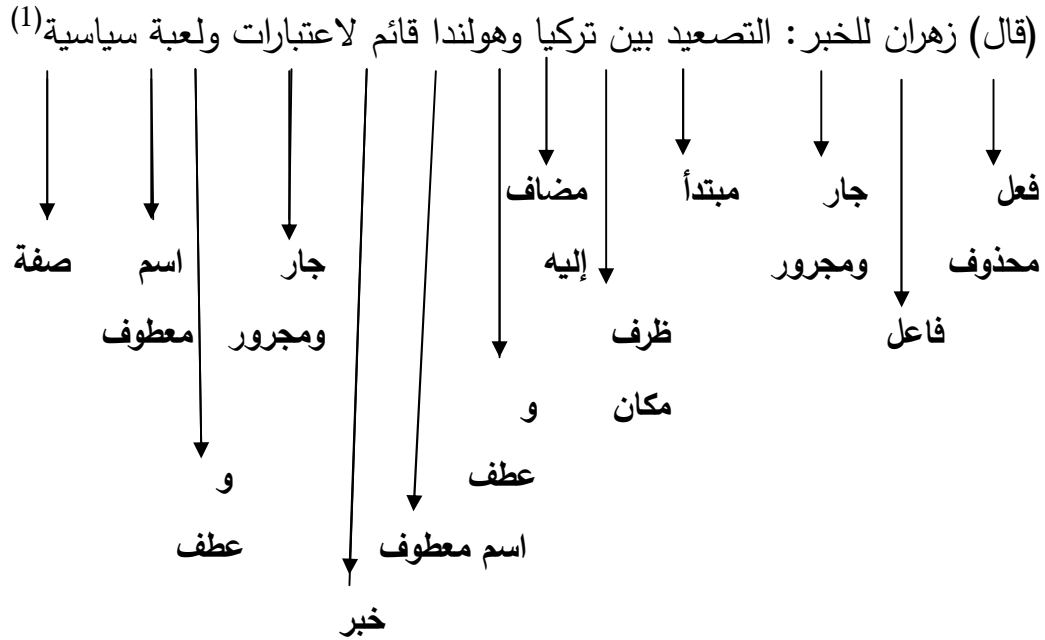 (قال) زهران للخبر: التصعيد بين تركيا وهولندا قائم لاعتبارات ولعبة سياسية(1)
فعل جار مبتدأ مضاف
محذوف ومجرور إليه جار اسم صفة
فاعل ظرف ومجرور معطوف
مكان و
عطف و
اسم معطوف عطف
خبر